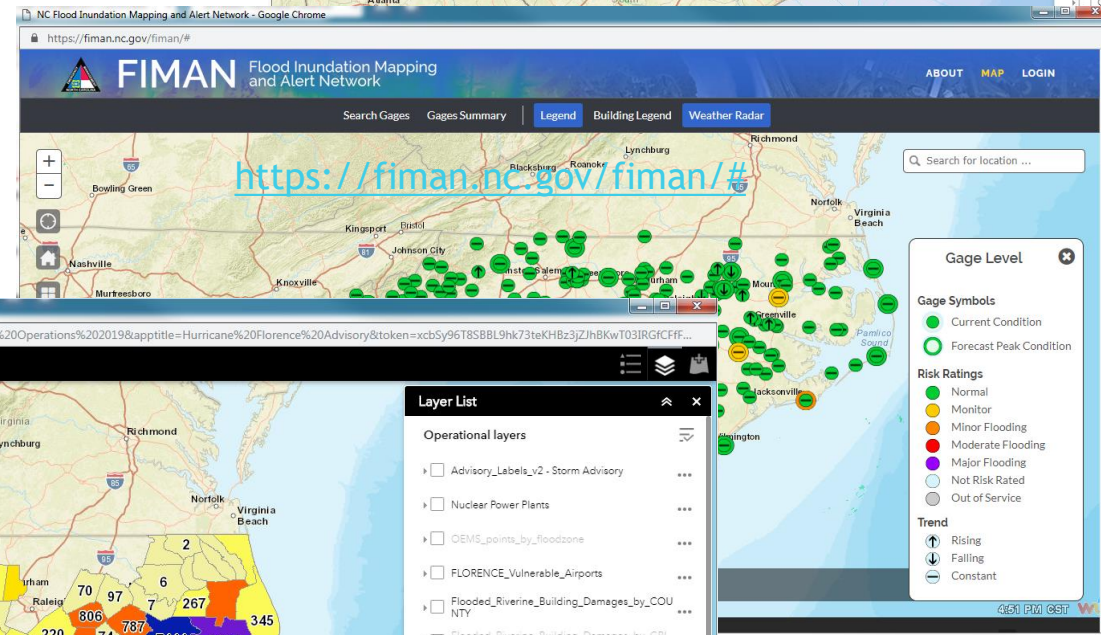 Atlanta
NC Flood Inundation Mapping and Alert Network - Google Chrome
https://fiman.nc.gov/fiman/#
FIMAN Flood Inundation Mapping
and Alert Network
ABOUT MAP LOGIN
Search Gages Gages Summary Legend Building Legend Weather Radar
Richmond
Lynchburg
Search for location ...
Blacksburg Roanoke
85
https://fiman.nc.gov/fiman/#
Bowling Green
Norfolk
Virginia
Beach
Kingsport Bristol
81
Johnson City
95
Nashville
Knoxville
Murfreesboro
Greenville
Pamlico
Sound
Jacksonville
Gage Level
Gage Symbols
Current Condition
Forecast Peak Condition
Risk Ratings
Normal
Monitor
Minor Flooding
Moderate Flooding
Major Flooding
Not Risk Rated
Out of Service
Trend
Rising
Falling
Constant
4:51 PM CST
%20Operations%202019&apptitle=Hurricane%20Florence%20Advisory&token=xcbSy96T8SBBL9hk73teKHBz3jZJhBKwT03IRGfCFfF...
Layer List
Operational layers
Advisory_Labels_v2 - Storm Advisory
Nuclear Power Plants
OEMS_points_by_floodzone
FLORENCE_Vulnerable_Airports
Flooded_Riverine_Building_Damages_by_COU
NTY
Richmond
85
Norfolk
Virginia
Beach
95
2
70 97 7 6 267
806 787 345